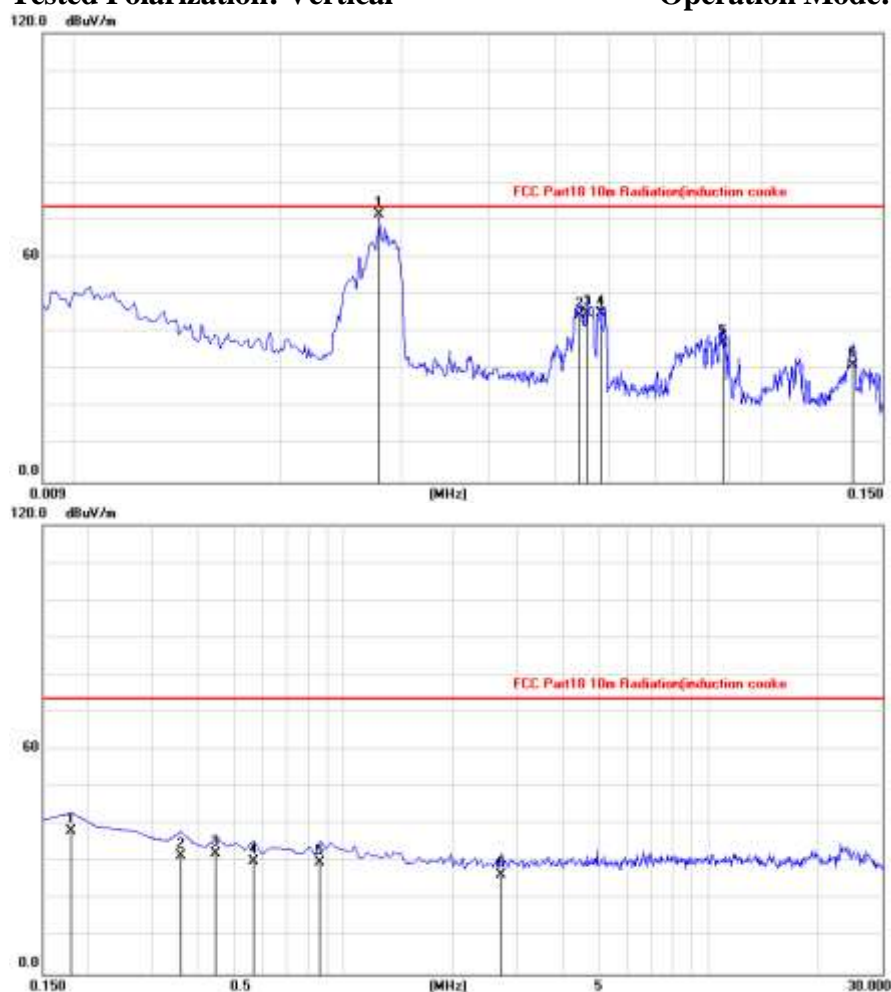 Tested Polarization: Vertical Operation Mode:
120.0 dBuV/m
FCC Part18 10m Radiation(induction cooke
1
60
2 3 4
5
6
0.0
0.009 (MHz) 0.150
120.0 dBuV/m
FCC Part18 10m Radiation(induction cooke
60
1
2 3 4 5
6
0.0
0.150 0.5 (MHz) 5 30.000